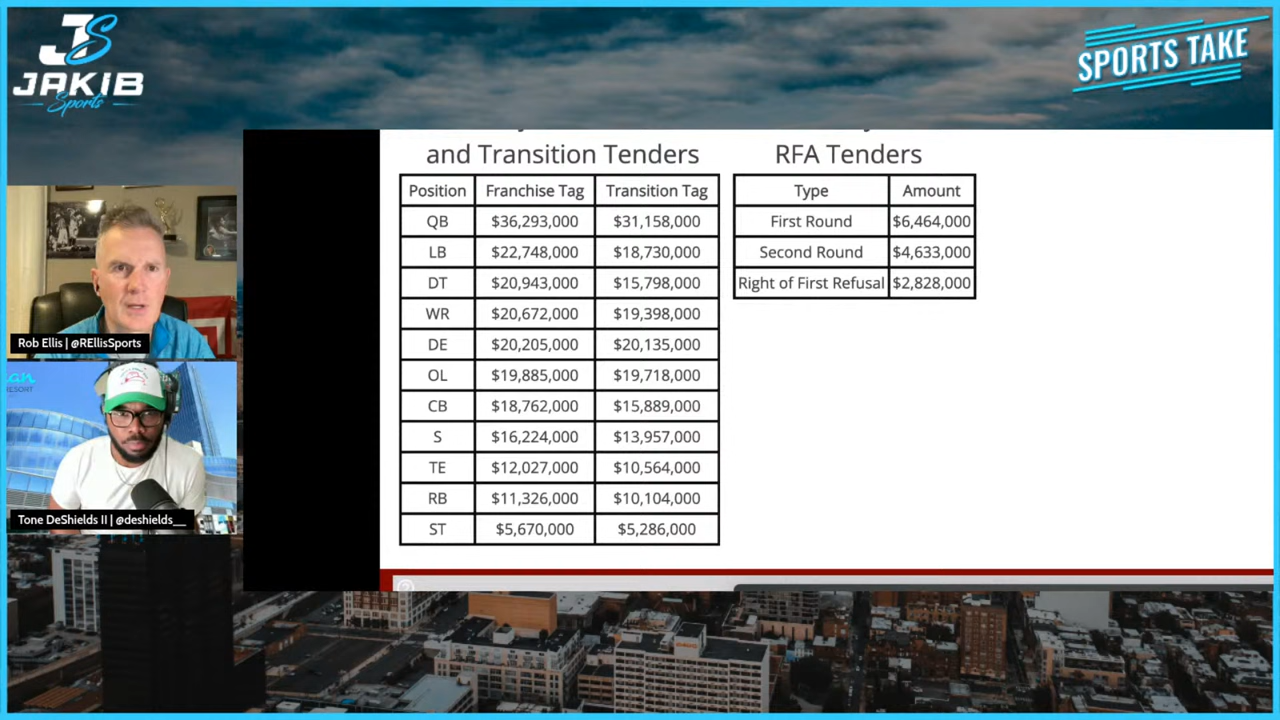 JS
JAKIB
Sports
SPORTS TAKE
and Transition Tenders
Position Franchise Tag Transition Tag
QB $36,293,000 $31,158,000
LB $22,748,000 $18,730,000
DT $20,943,000 $15,798,000
WR $20,672,000 $19,398,000
DE $20,205,000 $20,135,000
OL $19,885,000 $19,718,000
CB $18,762,000 $15,889,000
S $16,224,000 $13,957,000
TE $12,027,000 $10,564,000
RB $11,326,000 $10,104,000
ST $5,670,000 $5,286,000
RFA Tenders
Type Amount
First Round $6,464,000
Second Round $4,633,000
Right of First Refusal $2,828,000
Rob Ellis | @REllisSports
Tone DeShields II | @deshields__